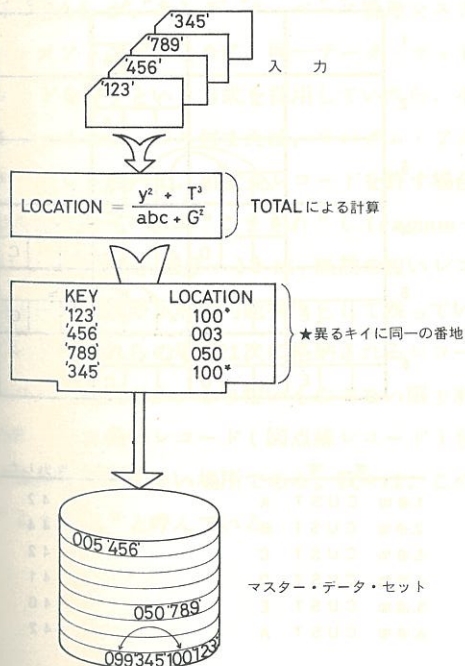 '345'
'789'
'456'
'123'
入 力
LOCATION = y² + T³ / abc + G²
TOTALによる計算
KEY LOCATION
'123' 100*
'456' 003
'789' 050
'345' 100*
★異るキイに同一の番地
005'456'
マスター・データ・セット
050'789'
099'345'100'123'